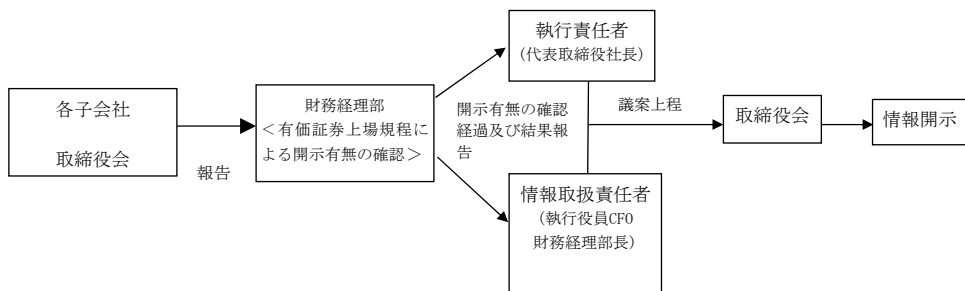 各子会社
取締役会
報告
財務経理部
<有価証券上場規程に
よる開示有無の確認>
執行責任者
(代表取締役社長)
開示有無の確認
経過及び結果報
告
情報取扱責任者
(執行役員CFO
財務経理部長)
議案上程
取締役会
情報開示